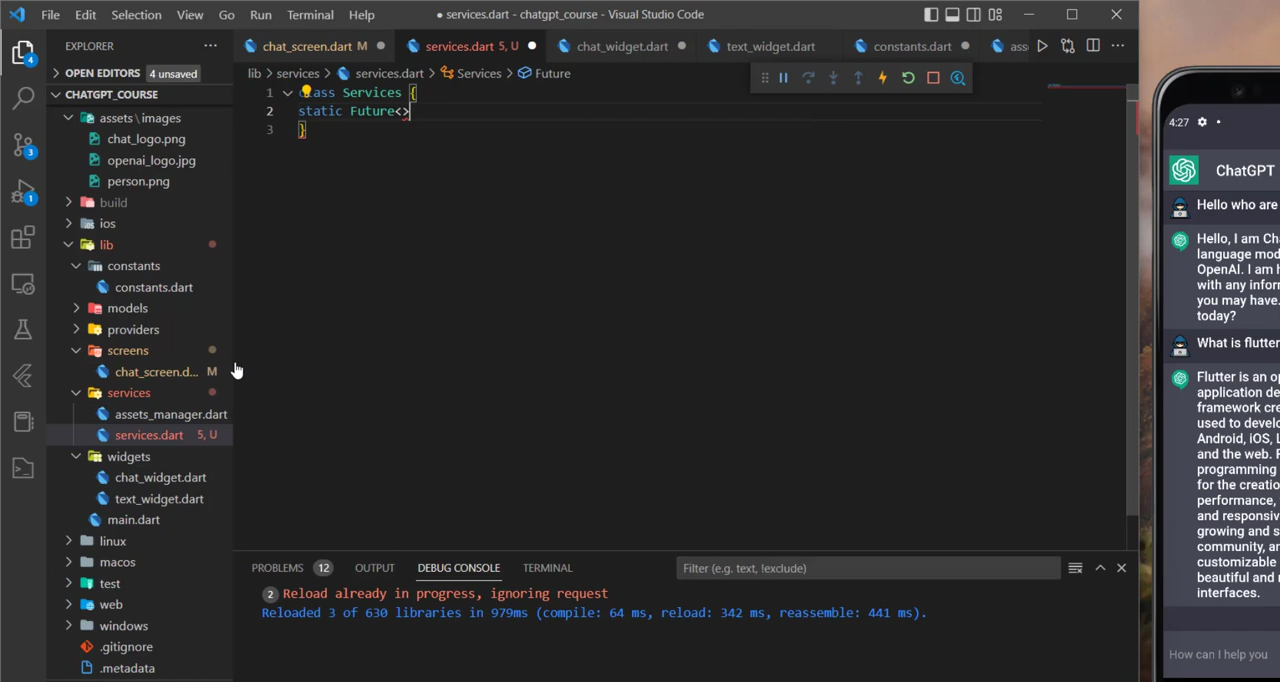 File Edit Selection View Go Run Terminal Help
● services.dart - chatgpt_course - Visual Studio Code
EXPLORER
OPEN EDITORS 4 unsaved
CHATGPT_COURSE
assets\images
chat_logo.png
openai_logo.jpg
person.png
build
ios
lib
constants
constants.dart
models
providers
screens
chat_screen.d... M
services
assets_manager.dart
services.dart 5, U
widgets
chat_widget.dart
text_widget.dart
main.dart
linux
macos
test
web
windows
.gitignore
.metadata
4
3
1
chat_screen.dart M
services.dart 5, U
chat_widget.dart
text_widget.dart
constants.dart
lib > services > services.dart > Services > Future
1 class Services {
2 static Future<>
3 }
PROBLEMS 12 OUTPUT DEBUG CONSOLE TERMINAL
Filter (e.g. text, !exclude)
2 Reload already in progress, ignoring request
Reloaded 3 of 630 libraries in 979ms (compile: 64 ms, reload: 342 ms, reassemble: 441 ms).
4:27
ChatGPT
Hello who are
Hello, I am Ch
language mod
OpenAI. I am h
with any inform
you may have.
today?
What is flutter
Flutter is an op
application de
framework cre
used to develo
Android, iOS, L
and the web. F
programming
for the creatio
performance,
and responsiv
growing and s
community, a
customizable
beautiful and
interfaces.
How can I help you